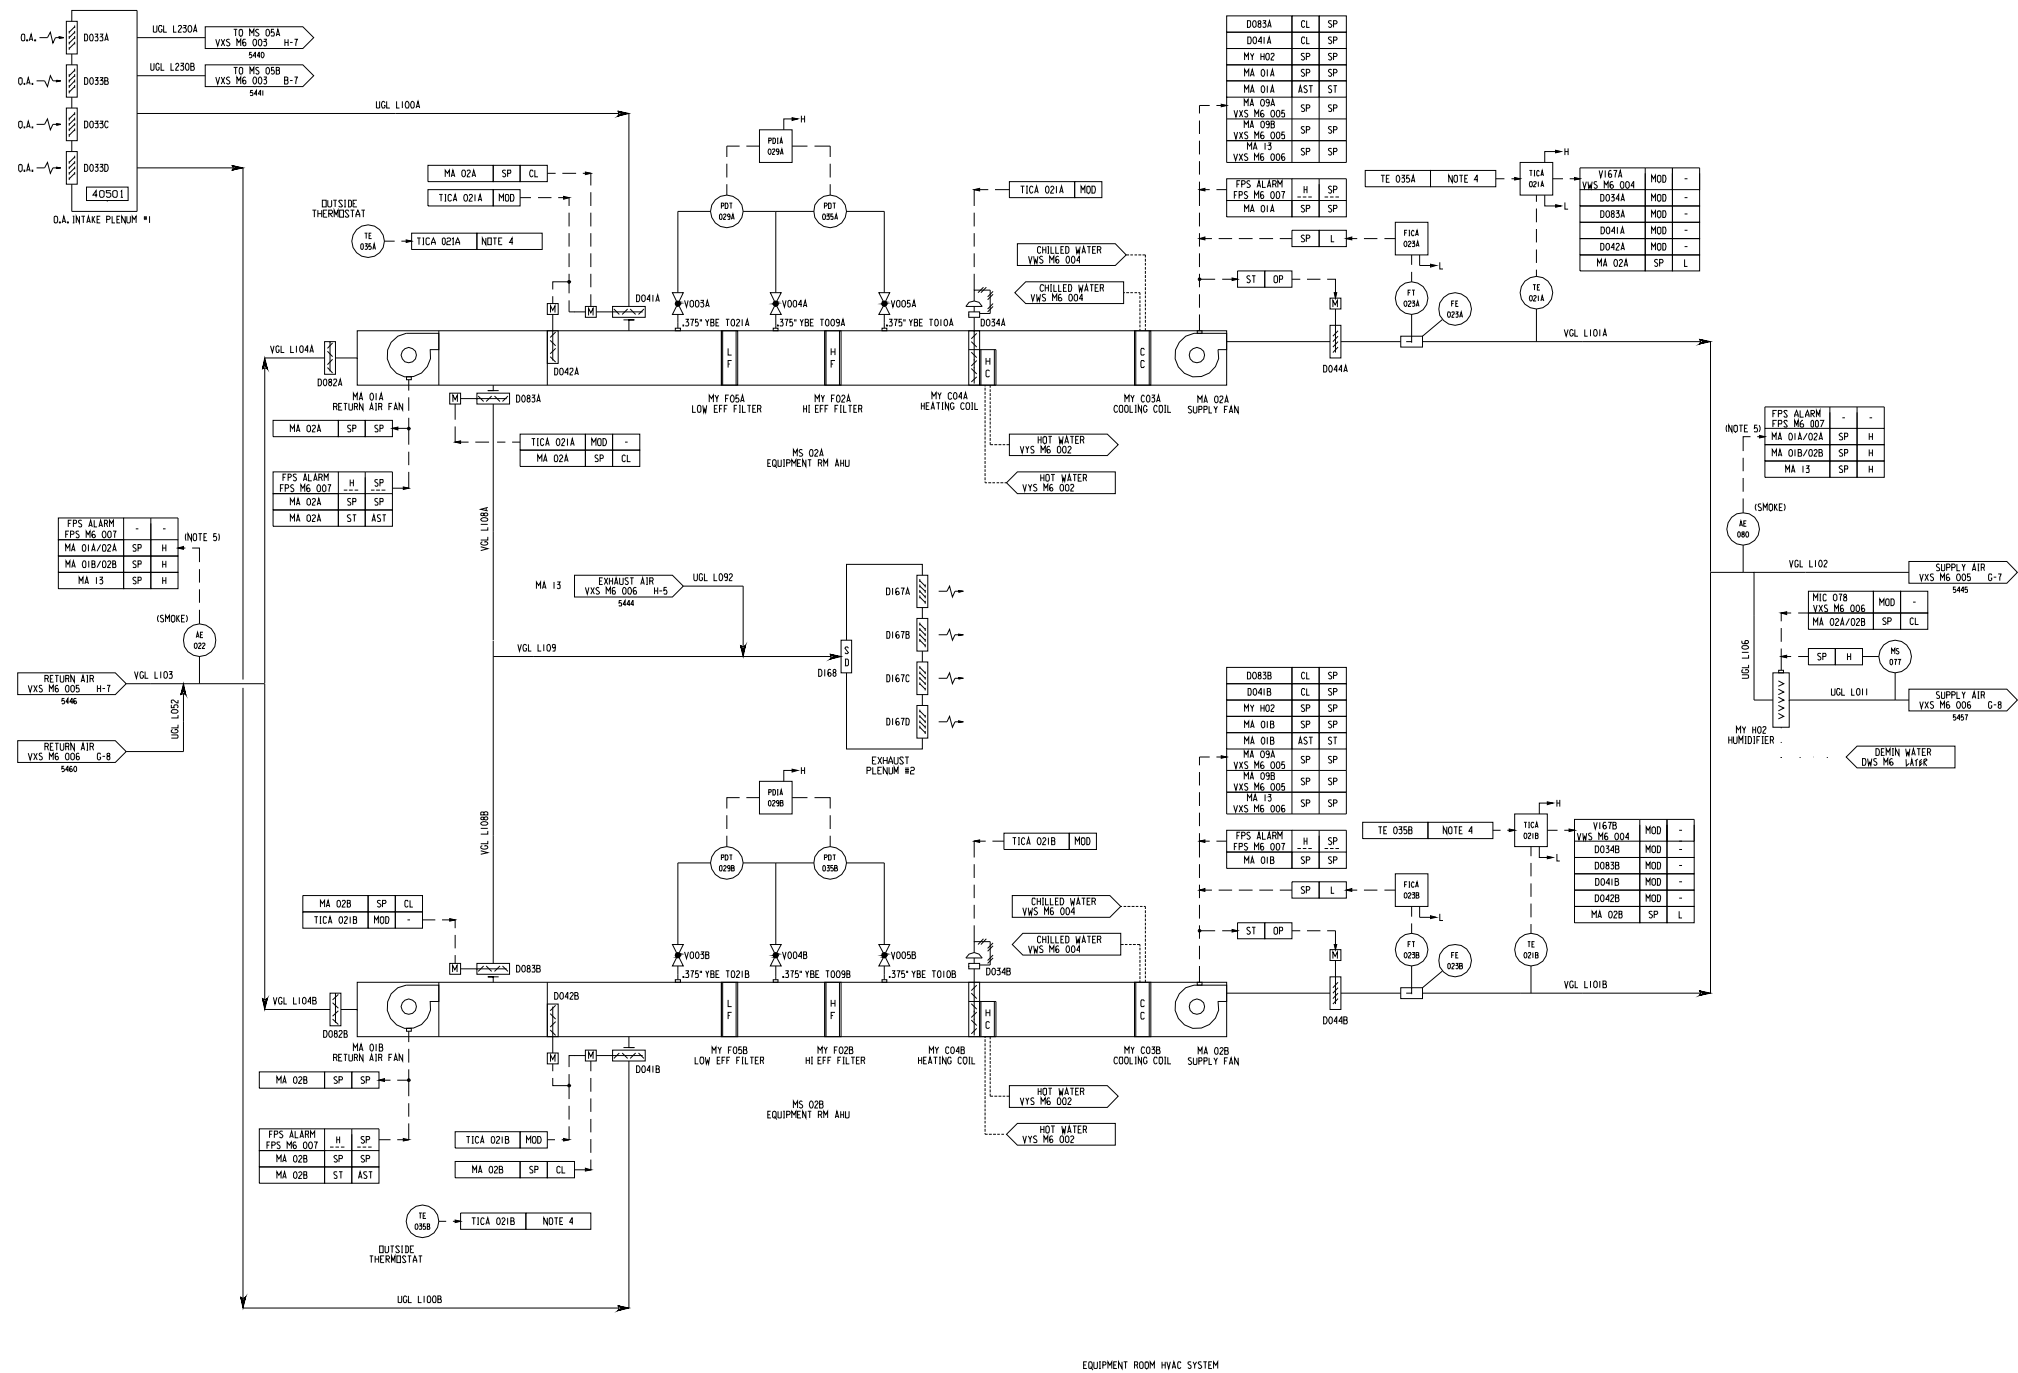 O.A.
D033A
O.A.
D033B
O.A.
D033C
O.A.
D033D
40501
O.A. INTAKE PLENUM #1
UGL L230A
TO MS 05A
VXS M6 003 H-7
5440
UGL L230B
TO MS 05B
VXS M6 003 B-7
5441
UGL L100A
MA 02A SP CL
TICA 021A MOD
OUTSIDE
THERMOSTAT
TE
035A
TICA 021A NOTE 4
H
PDIA
029A
PDT
029A
PDT
035A
TICA 021A MOD
CHILLED WATER
VWS M6 004
CHILLED WATER
VWS M6 004
D083A CL SP
D041A CL SP
MY H02 SP SP
MA 01A SP SP
MA 01A AST ST
MA 09A
VXS M6 005 SP SP
MA 09B
VXS M6 005 SP SP
MA 13
VXS M6 006 SP SP
FPS ALARM
FPS M6 007 H SP
MA 01A SP SP
SP L
FICA
023A
L
ST OP
M
FT
023A
FE
023A
TE 035A NOTE 4
TICA
021A
H
L
TE
021A
V167A
VWS M6 004 MOD -
D034A MOD -
D083A MOD -
D041A MOD -
D042A MOD -
MA 02A SP L
M
M
D041A
V003A
V004A
V005A
.375" YBE T021A
.375" YBE T009A
.375" YBE T010A
D034A
VGL L104A
D082A
MA 01A
RETURN AIR FAN
D042A
M
D083A
LF
HF
HC
CC
MY F05A
LOW EFF FILTER
MY F02A
HI EFF FILTER
MY C04A
HEATING COIL
MY C03A
COOLING COIL
MA 02A
SUPPLY FAN
D044A
VGL L101A
MA 02A SP SP
TICA 021A MOD -
MA 02A SP CL
MS 02A
EQUIPMENT RM AHU
HOT WATER
VYS M6 002
HOT WATER
VYS M6 002
FPS ALARM
FPS M6 007 H SP
MA 02A SP SP
MA 02A ST AST
VGL L108A
(NOTE 5)
FPS ALARM
FPS M6 007 - -
MA 01A/02A SP H
MA 01B/02B SP H
MA 13 SP H
(SMOKE)
AE
080
FPS ALARM
FPS M6 007 - -
MA 01A/02A SP H
MA 01B/02B SP H
MA 13 SP H
(NOTE 5)
(SMOKE)
AE
022
RETURN AIR
VXS M6 005 H-7
5446
VGL L103
UGL L052
RETURN AIR
VXS M6 006 G-8
5460
MA 13
EXHAUST AIR
VXS M6 006 H-5
5444
UGL L092
VGL L109
SD
D168
D167A
D167B
D167C
D167D
EXHAUST
PLENUM #2
VGL L102
SUPPLY AIR
VXS M6 005 G-7
5445
MIC 078
VXS M6 006 MOD -
MA 02A/02B SP CL
SP H
MS
077
UGL L106
UGL L011
SUPPLY AIR
VXS M6 006 G-8
5457
MY H02
HUMIDIFIER
DEMIN WATER
DWS M6
VGL L108B
H
PDIA
029B
PDT
029B
PDT
035B
TICA 021B MOD
CHILLED WATER
VWS M6 004
CHILLED WATER
VWS M6 004
D083B CL SP
D041B CL SP
MY H02 SP SP
MA 01B SP SP
MA 01B AST ST
MA 09A
VXS M6 005 SP SP
MA 09B
VXS M6 005 SP SP
MA 13
VXS M6 006 SP SP
FPS ALARM
FPS M6 007 H SP
MA 01B SP SP
SP L
FICA
023B
L
ST OP
M
FT
023B
FE
023B
TE 035B NOTE 4
TICA
021B
H
L
TE
021B
V167B
VWS M6 004 MOD -
D034B MOD -
D083B MOD -
D041B MOD -
D042B MOD -
MA 02B SP L
MA 02B SP CL
TICA 021B MOD -
M
D083B
V003B
V004B
V005B
.375" YBE T021B
.375" YBE T009B
.375" YBE T010B
D034B
VGL L104B
D082B
MA 01B
RETURN AIR FAN
D042B
M
M
D041B
LF
HF
HC
CC
MY F05B
LOW EFF FILTER
MY F02B
HI EFF FILTER
MY C04B
HEATING COIL
MY C03B
COOLING COIL
MA 02B
SUPPLY FAN
D044B
VGL L101B
MA 02B SP SP
MS 02B
EQUIPMENT RM AHU
HOT WATER
VYS M6 002
HOT WATER
VYS M6 002
FPS ALARM
FPS M6 007 H SP
MA 02B SP SP
MA 02B ST AST
TICA 021B MOD
MA 02B SP CL
TE
035B
TICA 021B NOTE 4
OUTSIDE
THERMOSTAT
UGL L100B
EQUIPMENT ROOM HVAC SYSTEM